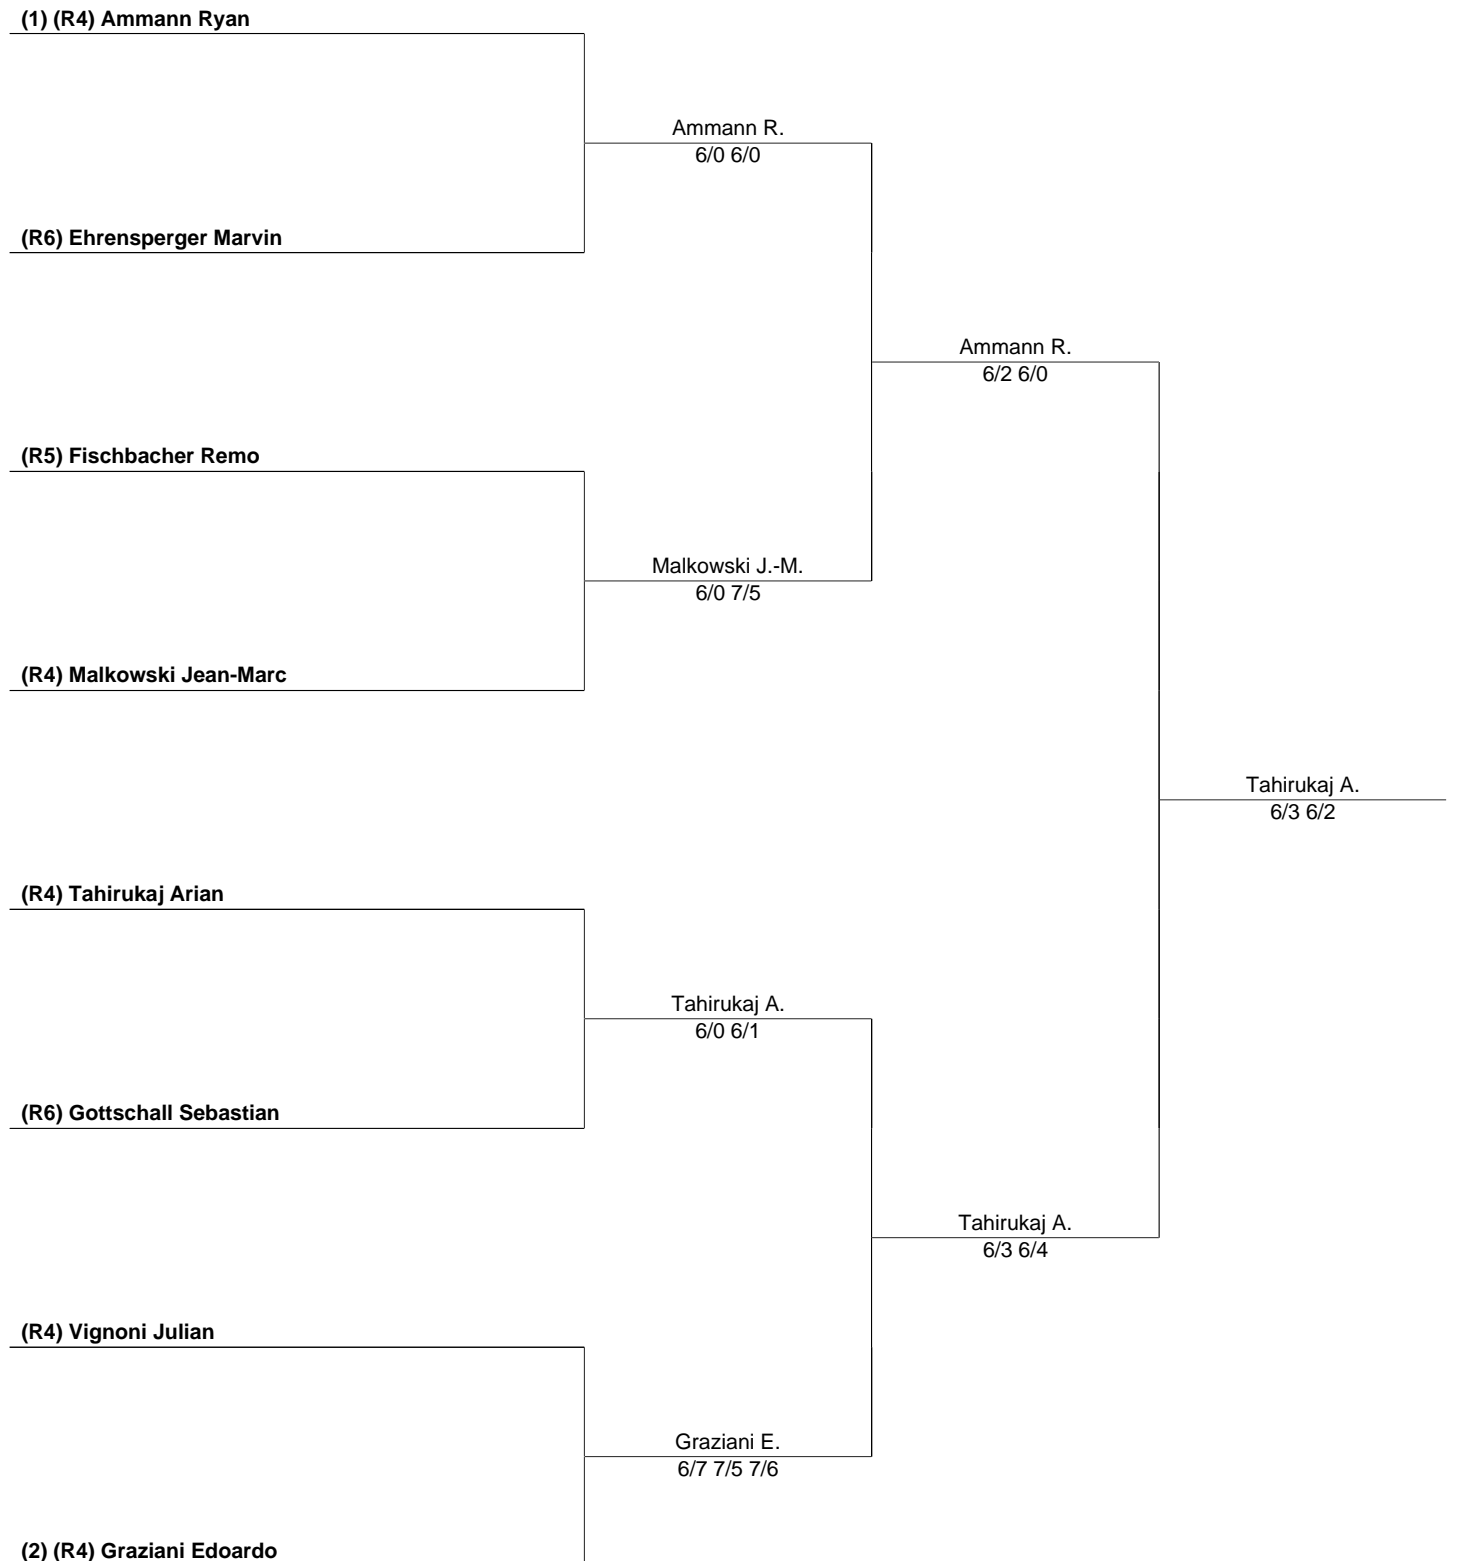 (1) (R4) Ammann Ryan
Ammann R.
6/0 6/0
(R6) Ehrensperger Marvin
Ammann R.
6/2 6/0
(R5) Fischbacher Remo
Malkowski J.-M.
6/0 7/5
(R4) Malkowski Jean-Marc
Tahirukaj A.
6/3 6/2
(R4) Tahirukaj Arian
Tahirukaj A.
6/0 6/1
(R6) Gottschall Sebastian
Tahirukaj A.
6/3 6/4
(R4) Vignoni Julian
Graziani E.
6/7 7/5 7/6
(2) (R4) Graziani Edoardo